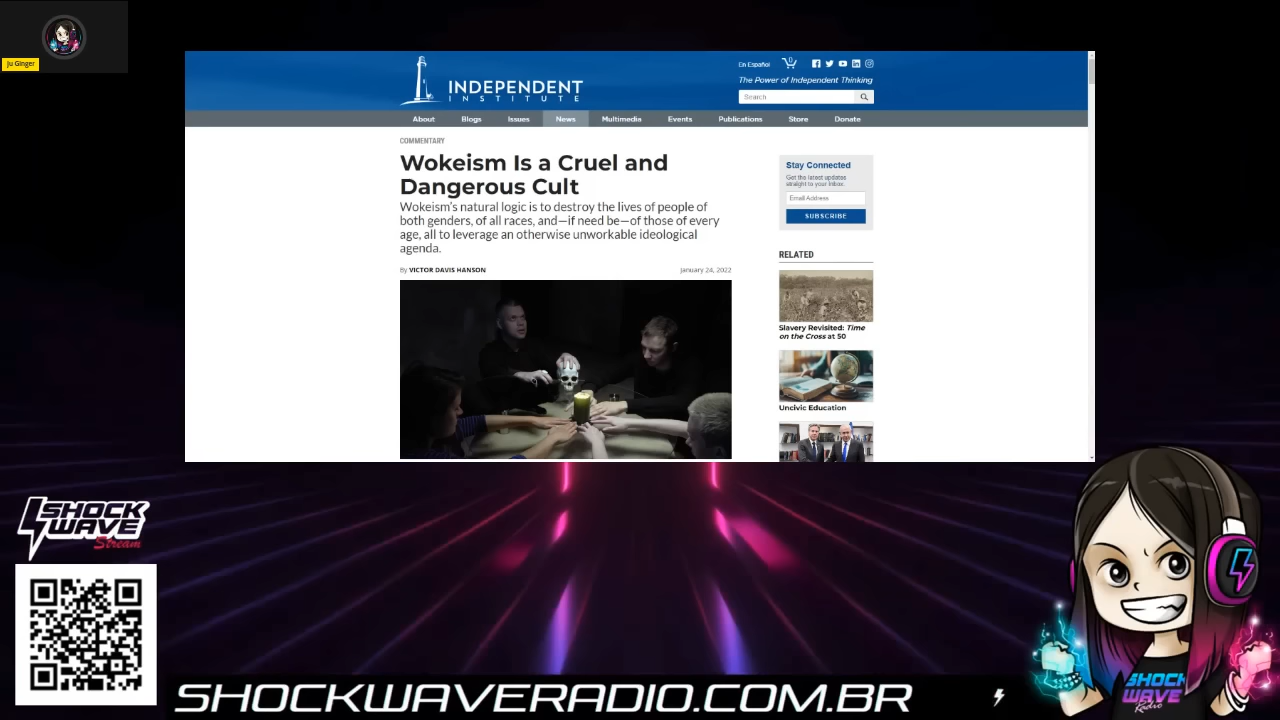 Ju Ginger
INDEPENDENT
INSTITUTE
En Español
0
The Power of Independent Thinking
Search
About Blogs Issues News Multimedia Events Publications Store Donate
COMMENTARY
Wokeism Is a Cruel and
Dangerous Cult
Wokeism's natural logic is to destroy the lives of people of
both genders, of all races, and—if need be—of those of every
age, all to leverage an otherwise unworkable ideological
agenda.
By VICTOR DAVIS HANSON
January 24, 2022
Stay Connected
Get the latest updates
straight to your inbox.
Email Address
SUBSCRIBE
RELATED
Slavery Revisited: Time
on the Cross at 50
Uncivic Education
SHOCK
WAVE
Stream
SHOCKWAVERADIO.COM.BR
SHOCK
WAVE
Radio